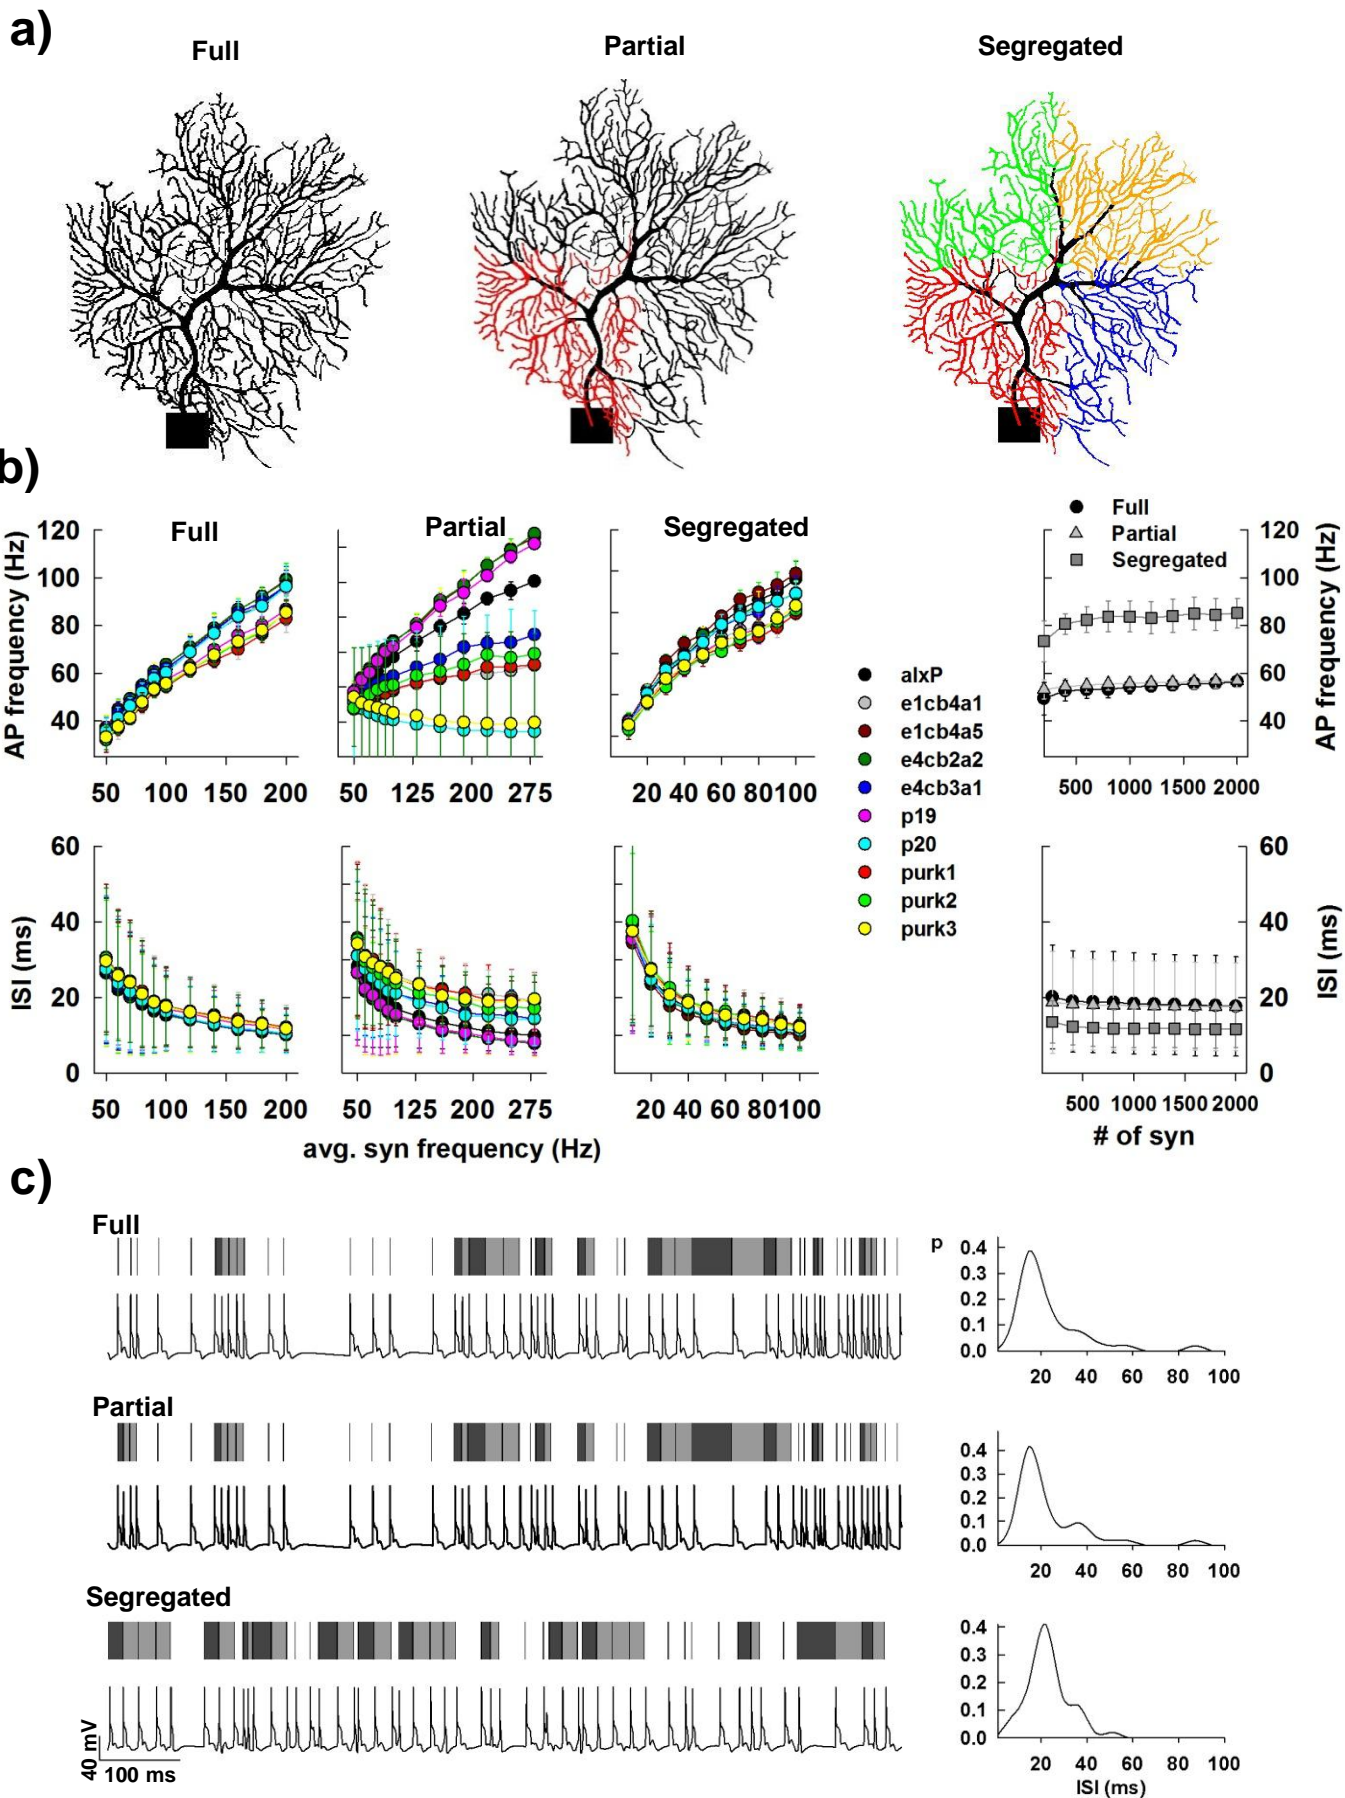 a)
Full
Partial
Segregated
b)
Full
Partial
Segregated
Full
Partial
Segregated
AP frequency (Hz)
120
100
80
60
40
50 100 150 200
50 125 200 275
20 40 60 80 100
120
100
80
60
40
AP frequency (Hz)
500 1000 1500 2000
alxP
e1cb4a1
e1cb4a5
e4cb2a2
e4cb3a1
p19
p20
purk1
purk2
purk3
ISI (ms)
60
40
20
0
50 100 150 200
50 125 200 275
20 40 60 80 100
avg. syn frequency (Hz)
60
40
20
0
ISI (ms)
500 1000 1500 2000
# of syn
c)
Full
p
0.4
0.3
0.2
0.1
0.0
20 40 60 80 100
Partial
0.4
0.3
0.2
0.1
0.0
20 40 60 80 100
Segregated
40 mV
100 ms
0.4
0.3
0.2
0.1
0.0
20 40 60 80 100
ISI (ms)